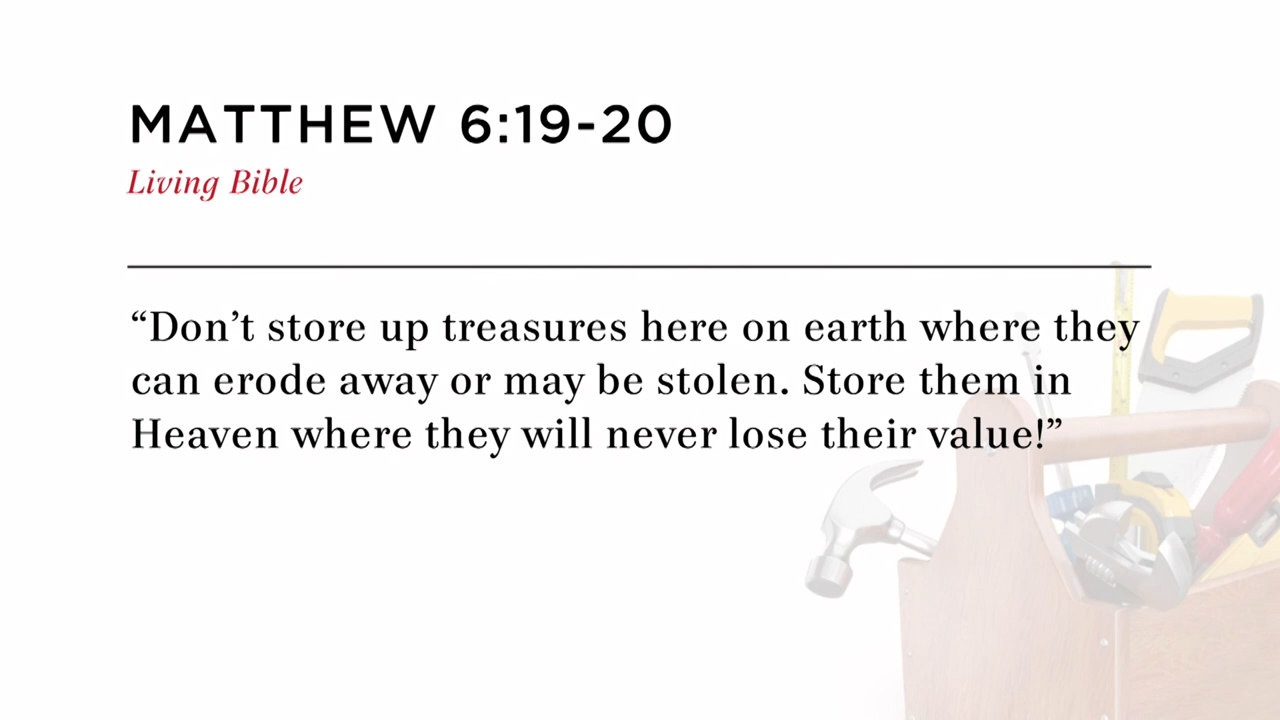 MATTHEW 6:19-20
Living Bible
“Don’t store up treasures here on earth where they
can erode away or may be stolen. Store them in
Heaven where they will never lose their value!”